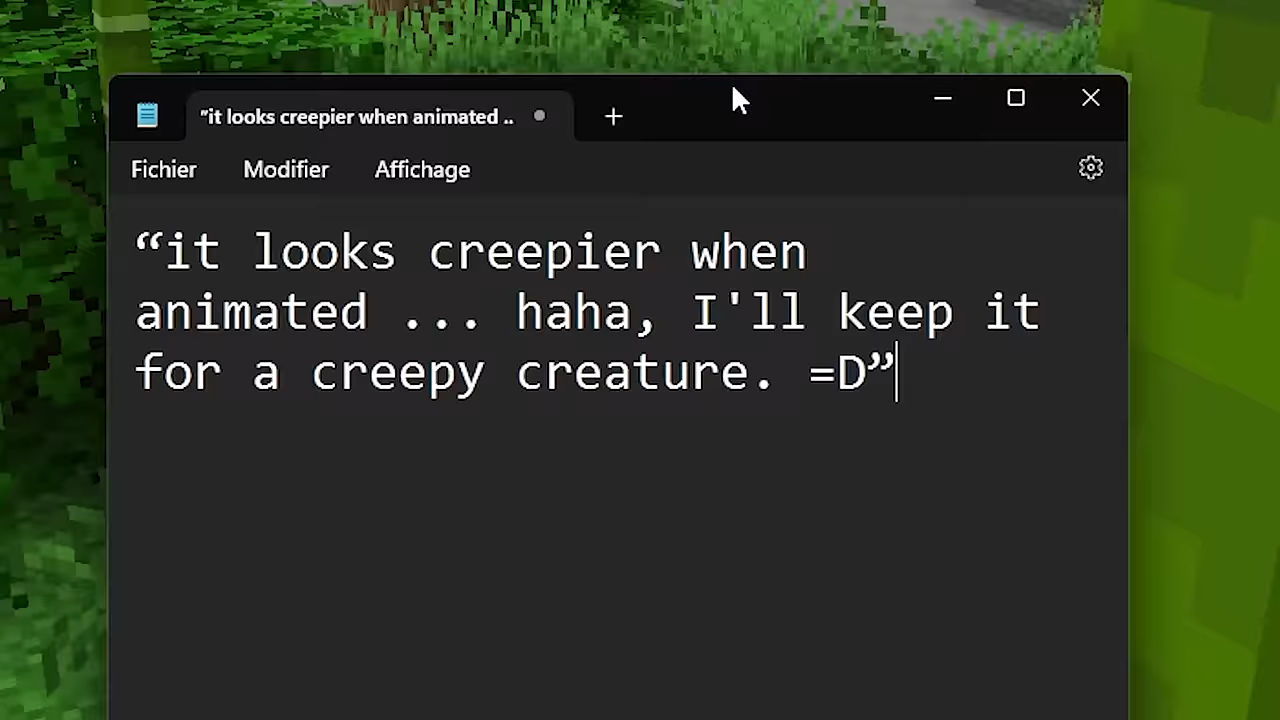 "it looks creepier when animated ..
Fichier Modifier Affichage
“it looks creepier when
animated ... haha, I'll keep it
for a creepy creature. =D”